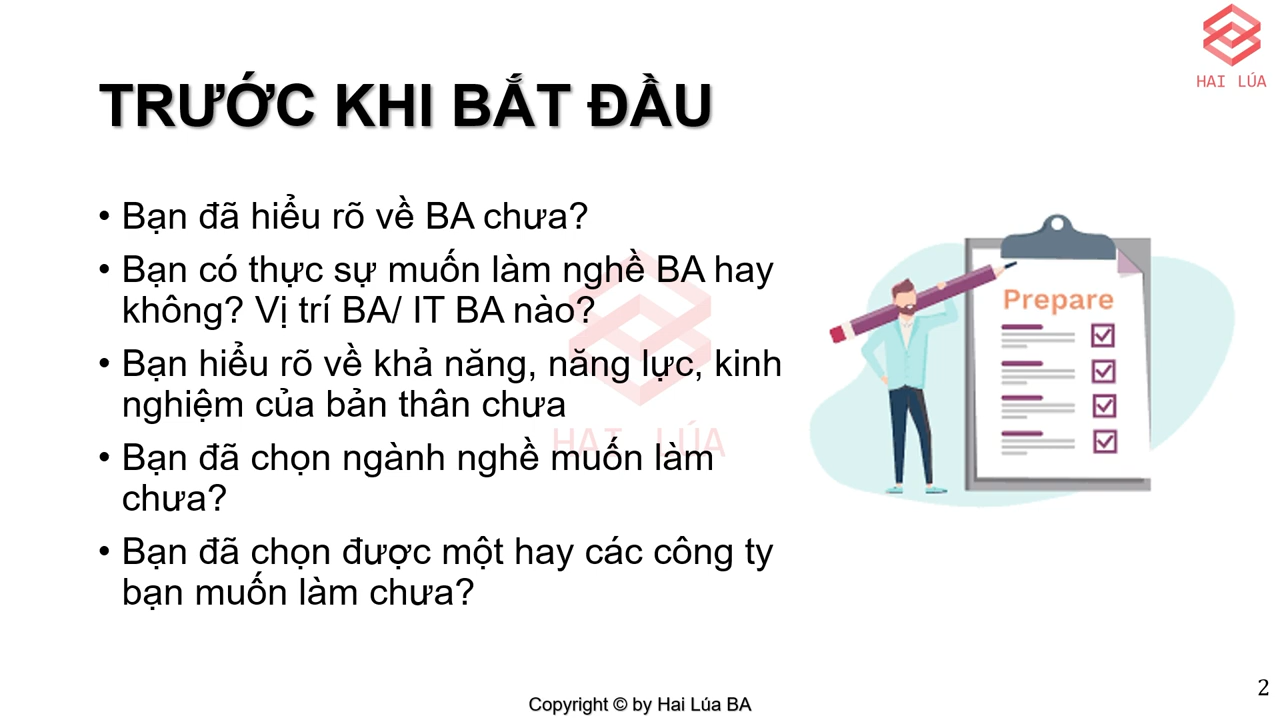 HAI LÚA
TRƯỚC KHI BẮT ĐẦU
• Bạn đã hiểu rõ về BA chưa?
• Bạn có thực sự muốn làm nghề BA hay
không? Vị trí BA/ IT BA nào?
• Bạn hiểu rõ về khả năng, năng lực, kinh
nghiệm của bản thân chưa
• Bạn đã chọn ngành nghề muốn làm
chưa?
• Bạn đã chọn được một hay các công ty
bạn muốn làm chưa?
HAI LÚA
Prepare
Copyright © by Hai Lúa BA
2